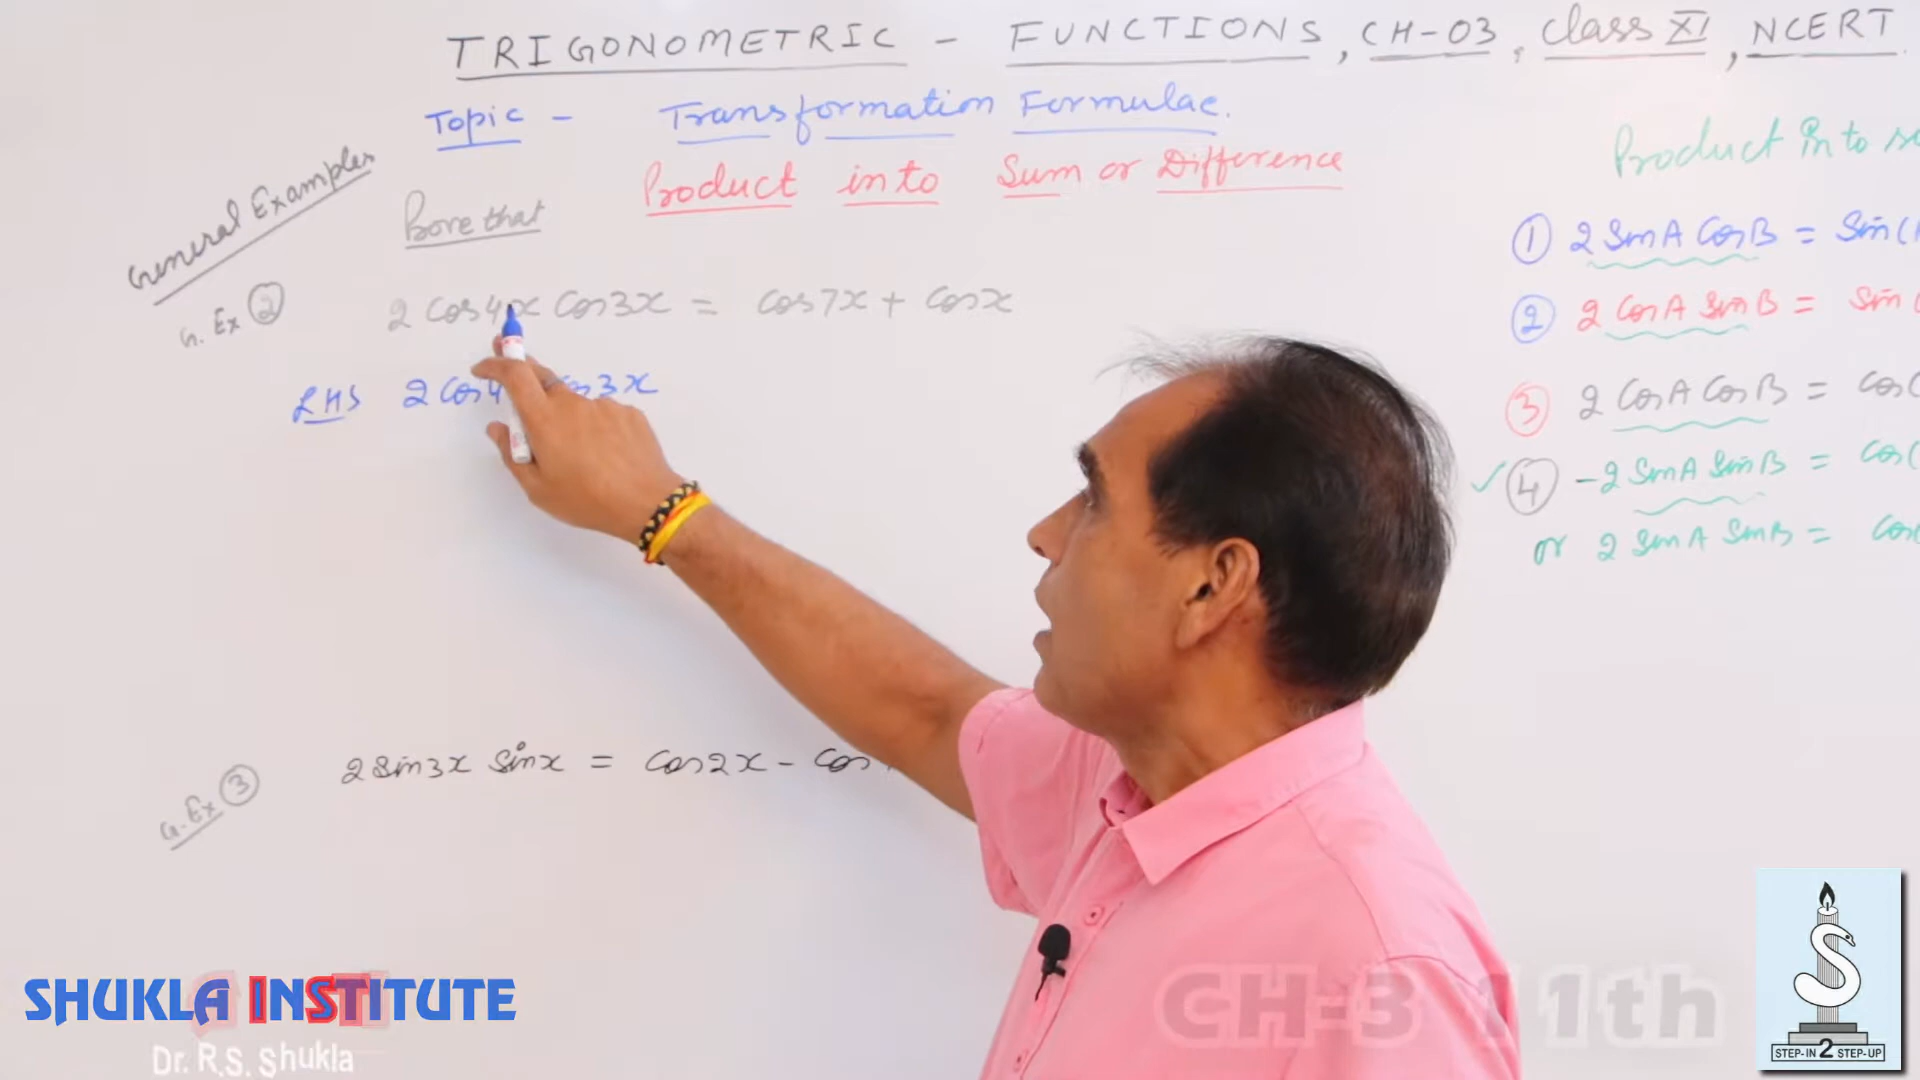 TRIGONOMETRIC - FUNCTIONS, CH-03, Class XI, NCERT
Topic - Transformation Formulae.
Product into Sum or Difference
General Examples
Prove that
G. Ex ② 2 Cos4x Cos3x = Cos7x + Cosx
LHS 2 Cos4 Cos3x
G. Ex ③ 2 Sin3x Sinx = Cos2x - Cos
Product in to
① 2 SinA CosB = Sin(
② 2 CosA SinB = Sin(
③ 2 CosA CosB = Cos(
✓ ④ -2 SinA SinB = Cos(
or 2 SinA SinB = Cos
SHUKLA INSTITUTE
Dr. R.S. Shukla
CH-3 11th
STEP-IN 2 STEP-UP